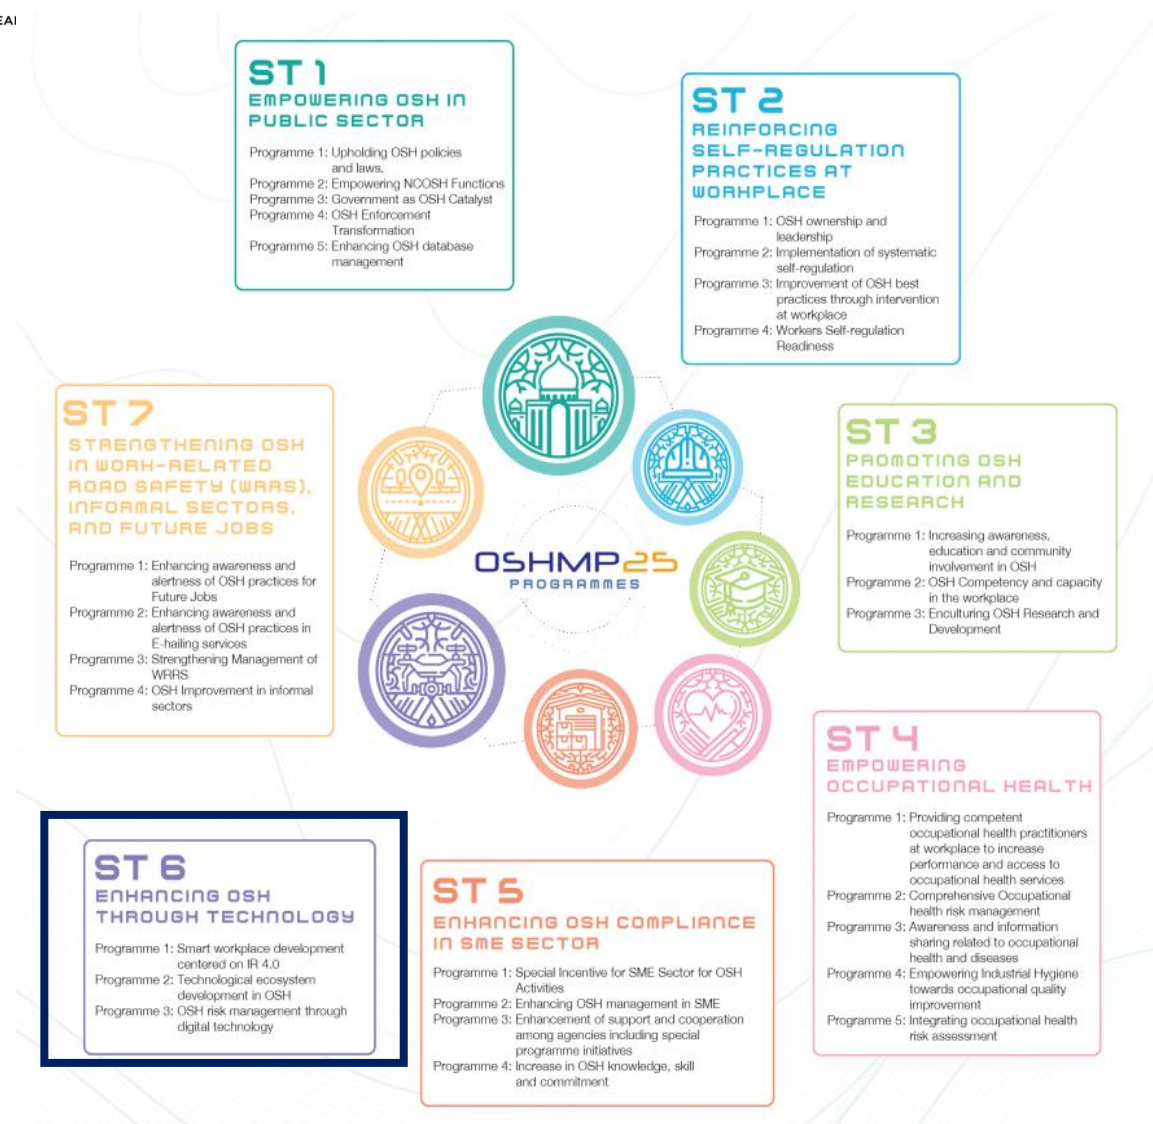 ST 1
EMPOWERING OSH IN
PUBLIC SECTOR
Programme 1: Upholding OSH policies
and laws.
Programme 2: Empowering NCOSH Functions
Programme 3: Government as OSH Catalyst
Programme 4: OSH Enforcement
Transformation
Programme 5: Enhancing OSH database
management
ST 2
REINFORCING
SELF-REGULATION
PRACTICES AT
WORKPLACE
Programme 1: OSH ownership and
leadership
Programme 2: Implementation of systematic
self-regulation
Programme 3: Improvement of OSH best
practices through intervention
at workplace
Programme 4: Workers Self-regulation
Readiness
ST 3
PROMOTING OSH
EDUCATION AND
RESEARCH
Programme 1: Increasing awareness,
education and community
involvement in OSH
Programme 2: OSH Competency and capacity
in the workplace
Programme 3: Enculturing OSH Research and
Development
ST 4
EMPOWERING
OCCUPATIONAL HEALTH
Programme 1: Providing competent
occupational health practitioners
at workplace to increase
performance and access to
occupational health services
Programme 2: Comprehensive Occupational
health risk management
Programme 3: Awareness and information
sharing related to occupational
health and diseases
Programme 4: Empowering Industrial Hygiene
towards occupational quality
improvement
Programme 5: Integrating occupational health
risk assessment
ST 5
ENHANCING OSH COMPLIANCE
IN SME SECTOR
Programme 1: Special Incentive for SME Sector for OSH
Activities
Programme 2: Enhancing OSH management in SME
Programme 3: Enhancement of support and cooperation
among agencies including special
programme initiatives
Programme 4: Increase in OSH knowledge, skill
and commitment
ST 6
ENHANCING OSH
THROUGH TECHNOLOGY
Programme 1: Smart workplace development
centered on IR 4.0
Programme 2: Technological ecosystem
development in OSH
Programme 3: OSH risk management through
digital technology
ST 7
STRENGTHENING OSH
IN WORK-RELATED
ROAD SAFETY (WRRS),
INFORMAL SECTORS,
AND FUTURE JOBS
Programme 1: Enhancing awareness and
alertness of OSH practices for
Future Jobs
Programme 2: Enhancing awareness and
alertness of OSH practices in
E-hailing services
Programme 3: Strengthening Management of
WRRS
Programme 4: OSH Improvement in informal
sectors
OSHMP25
PROGRAMMES